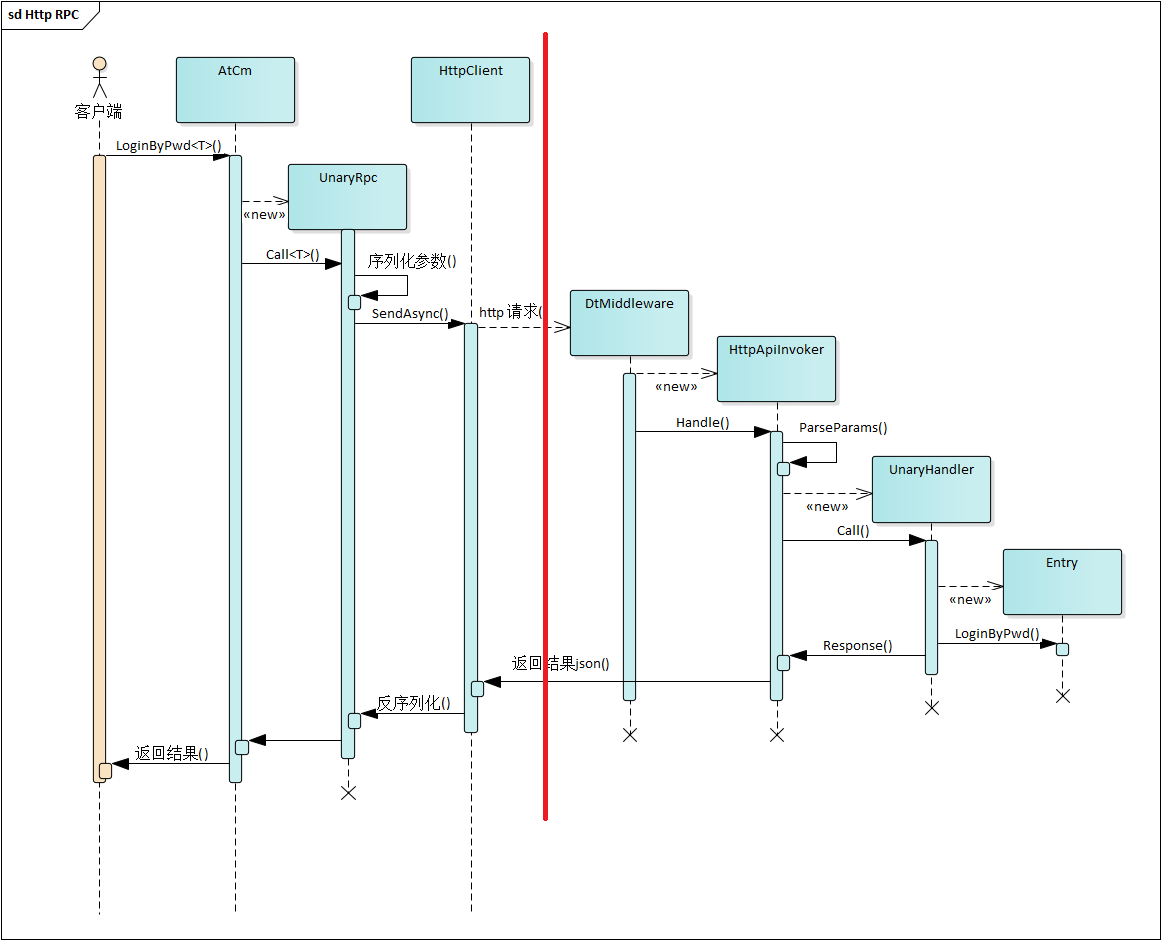 sd Http RPC
AtCm
HttpClient
客户端
LoginByPwd<T>()
UnaryRpc
«new»
Call<T>()
序列化参数()
SendAsync()
http 请求(
DtMiddleware
HttpApiInvoker
«new»
Handle()
ParseParams()
UnaryHandler
«new»
Call()
Entry
«new»
LoginByPwd()
Response()
返回结果json()
反序列化()
返回结果()